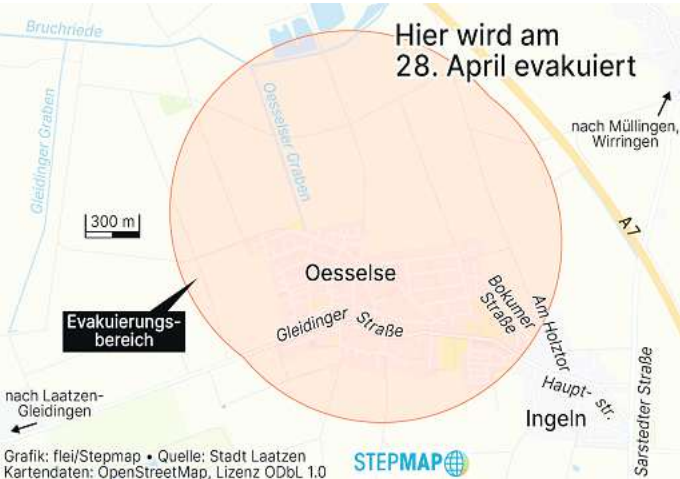 Bruchriede
Hier wird am
28. April evakuiert
Gleidinger Graben
Oesselser Graben
nach Müllingen,
Wirringen
300 m
A 7
Oesselse
Evakuierungs-
bereich
Gleidinger Straße
Bokumer
Straße
Am Holztor
Haupt- str.
Ingeln
Sarstedter Straße
nach Laatzen-
Gleidingen
Grafik: flei/Stepmap • Quelle: Stadt Laatzen
Kartendaten: OpenStreetMap, Lizenz ODbL 1.0
STEPMAP